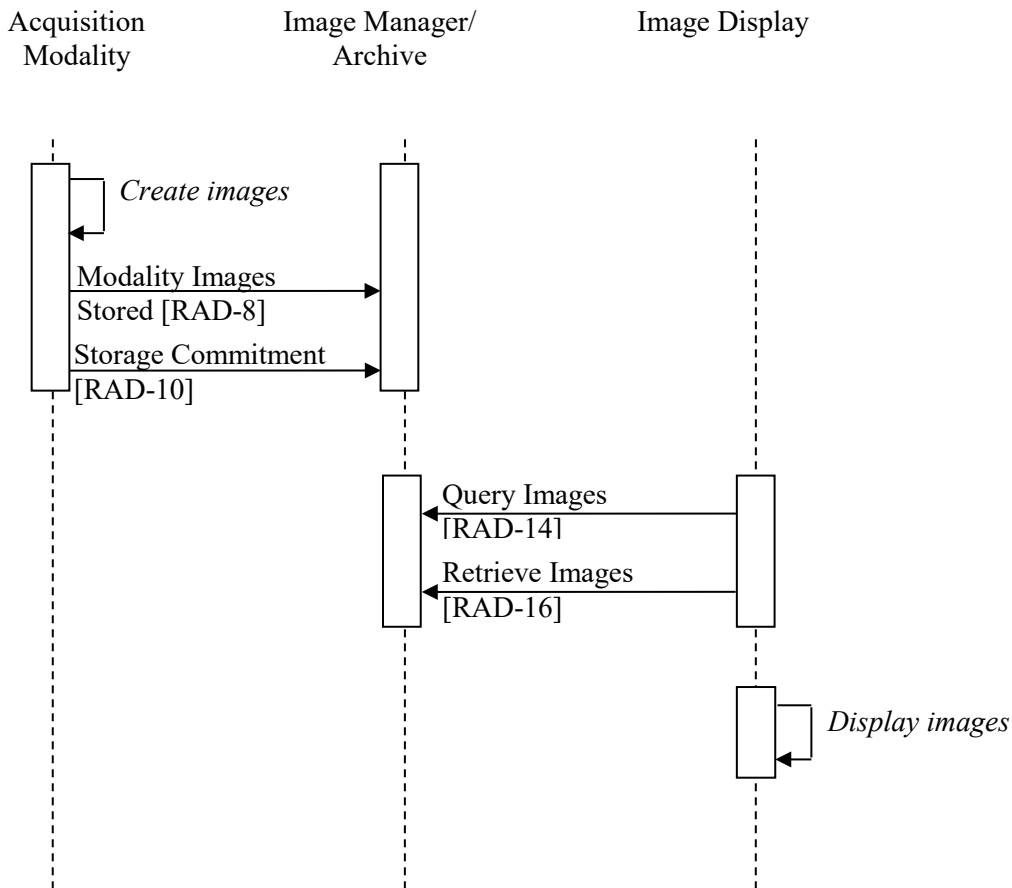 Acquisition
Modality
Image Manager/
Archive
Image Display
Create images
Modality Images
Stored [RAD-8]
Storage Commitment
[RAD-10]
Query Images
[RAD-14]
Retrieve Images
[RAD-16]
Display images